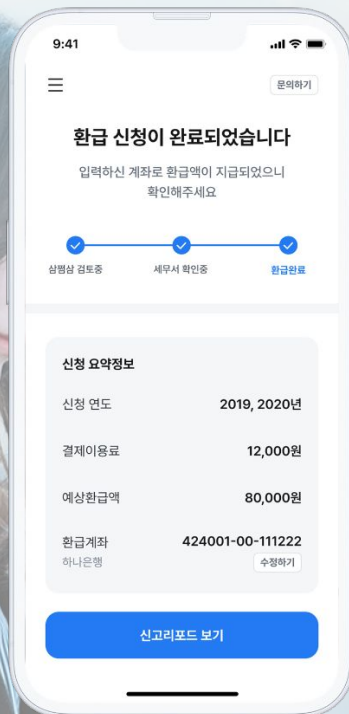 9:41
문의하기
환급 신청이 완료되었습니다
입력하신 계좌로 환급액이 지급되었으니
확인해주세요
삼쩜삼 검토중
세무서 확인중
환급완료
신청 요약정보
신청 연도 2019, 2020년
결제이용료 12,000원
예상환급액 80,000원
환급계좌 424001-00-111222
하나은행 수정하기
신고리포드 보기